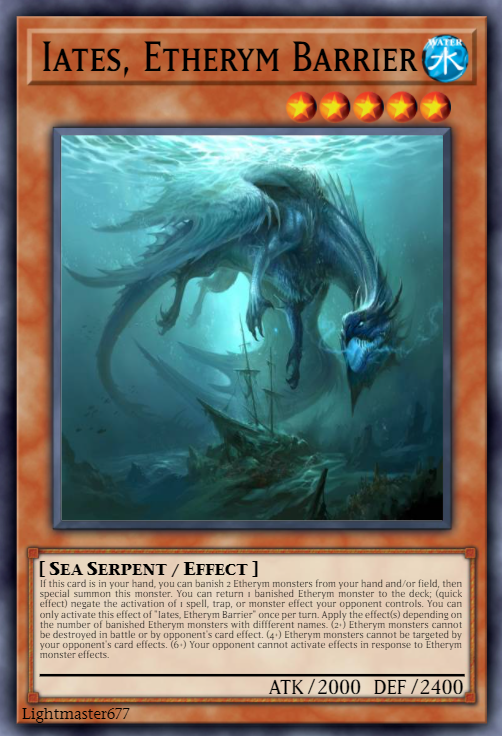 Iates, Etherym Barrier
WATER
水
[ Sea Serpent / Effect ]
If this card is in your hand, you can banish 2 Etherym monsters from your hand and/or field, then
special summon this monster. You can return 1 banished Etherym monster to the deck; (quick
effect) negate the activation of 1 spell, trap, or monster effect your opponent controls. You can
only activate this effect of "Iates, Etherym Barrier" once per turn. Apply the effect(s) depending on
the number of banished Etherym monsters with diffferent names. (2+) Etherym monsters cannot
be destroyed in battle or by opponent's card effect. (4+) Etherym monsters cannot be targeted by
your opponent's card effects. (6+) Your opponent cannot activate effects in response to Etherym
monster effects.
ATK/2000 DEF/2400
Lightmaster677